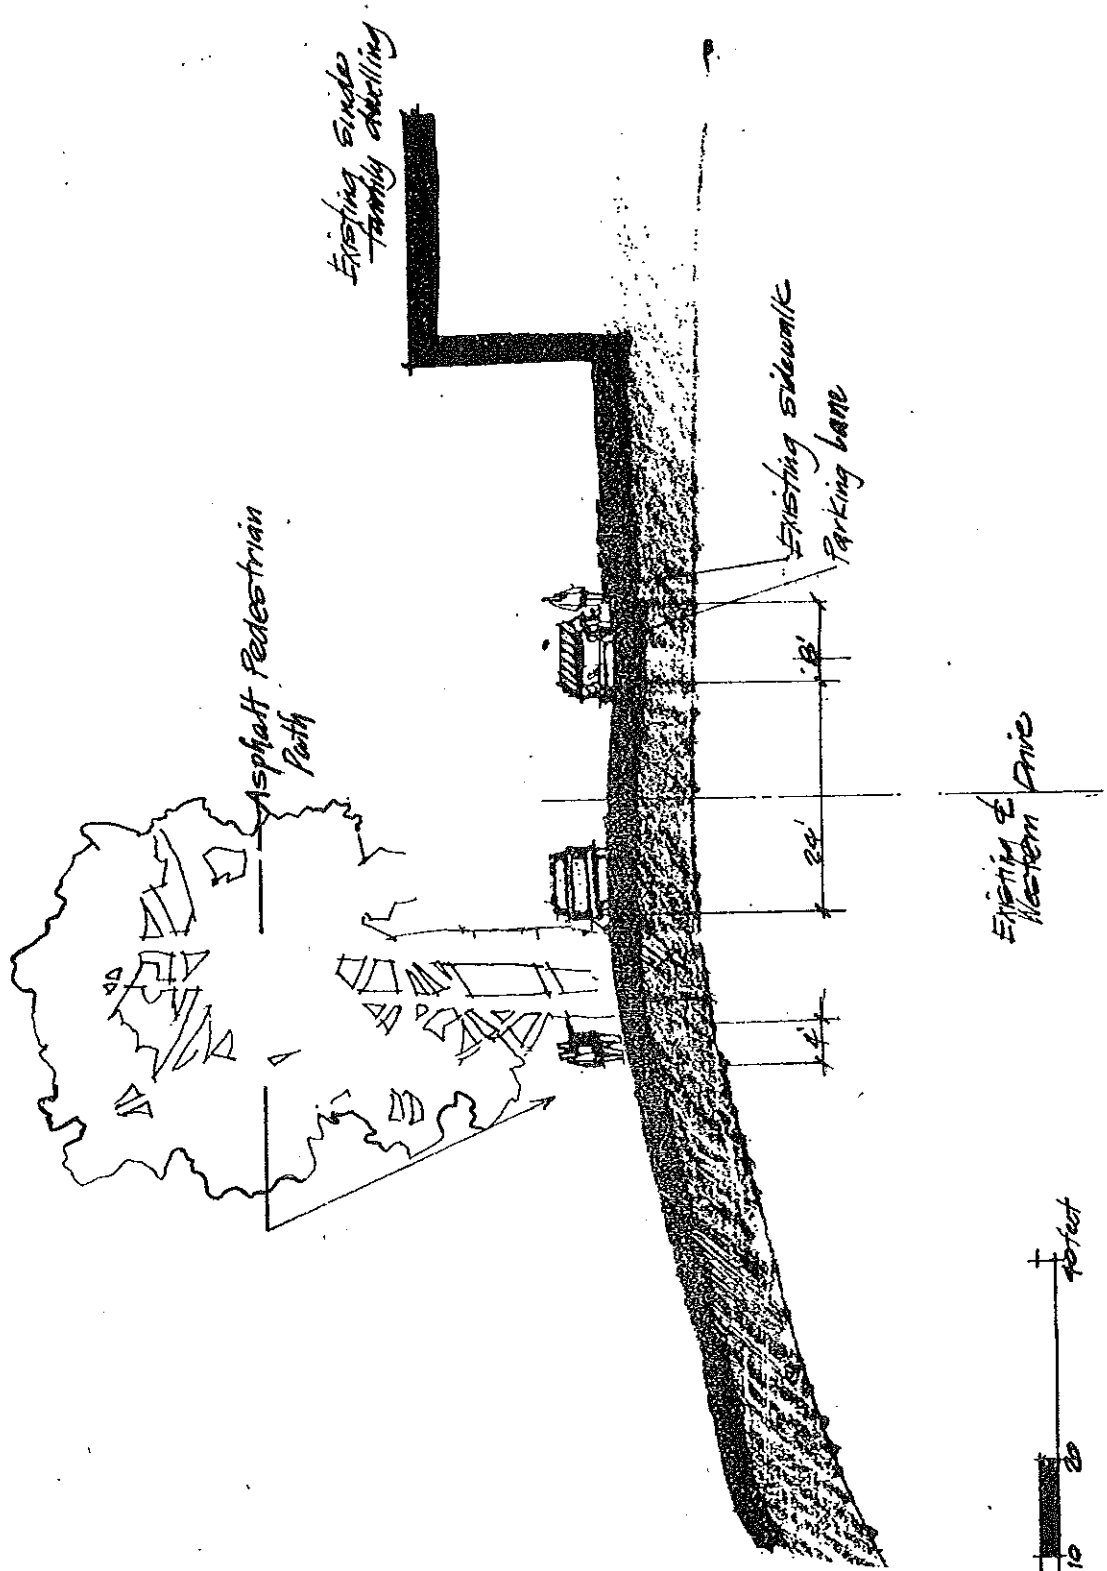 Existing Single
family dwelling
Asphalt Pedestrian
Path
Existing sidewalk
Parking Lane
8'
24'
4'
Existing ℄
Western Drive
10
20
40 feet